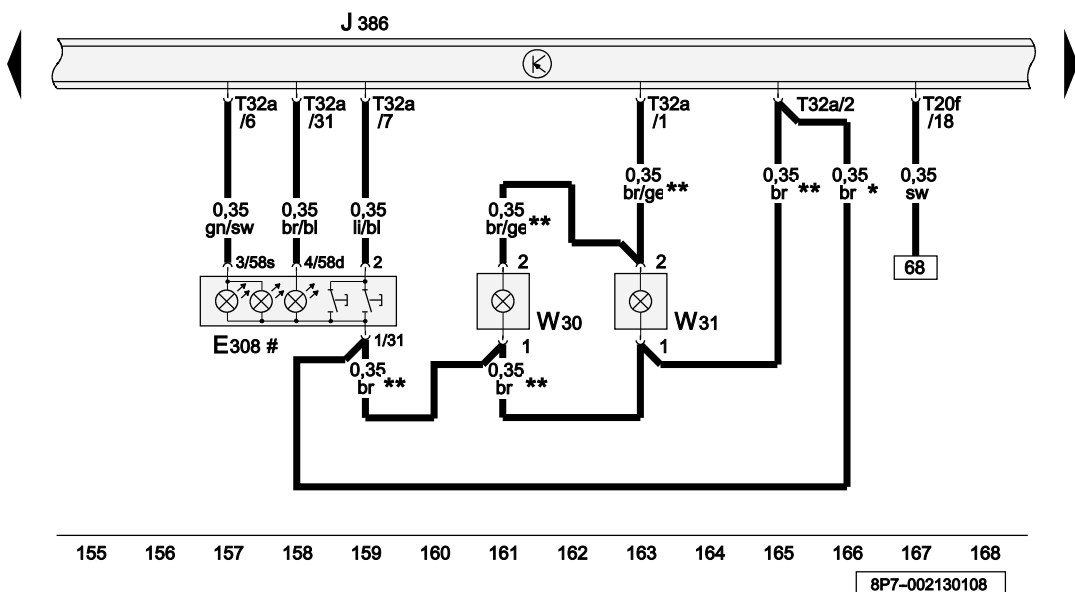 J 386
T32a /6
T32a /31
T32a /7
T32a /1
T32a/2
T20f /18
0,35 br/ge **
0,35 br **
0,35 br *
0,35 sw
0,35 gn/sw
0,35 br/bl
0,35 li/bl
0,35 br/ge **
3/58s
4/58d
2
2
2
68
W30
W31
E308 #
1/31
1
1
0,35 br **
0,35 br **
155 156 157 158 159 160 161 162 163 164 165 166 167 168
8P7-002130108